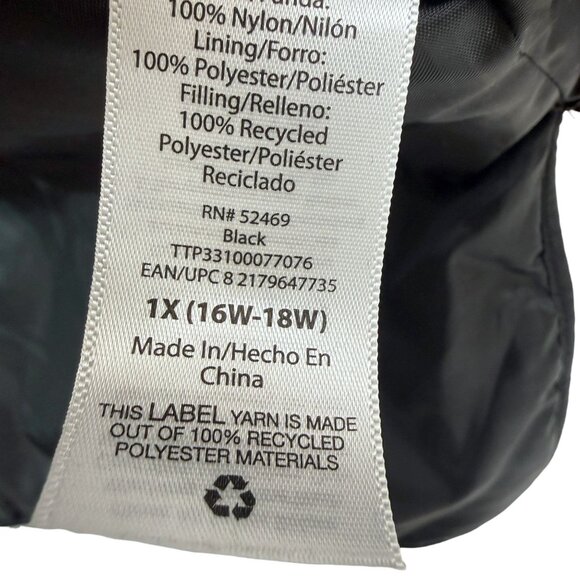 100% Nylon/Nilón
Lining/Forro:
100% Polyester/Poliéster
Filling/Relleno:
100% Recycled
Polyester/Poliéster
Reciclado
RN# 52469
Black
TTP33100077076
EAN/UPC 8 2179647735
1X (16W-18W)
Made In/Hecho En
China
THIS LABEL YARN IS MADE
OUT OF 100% RECYCLED
POLYESTER MATERIALS